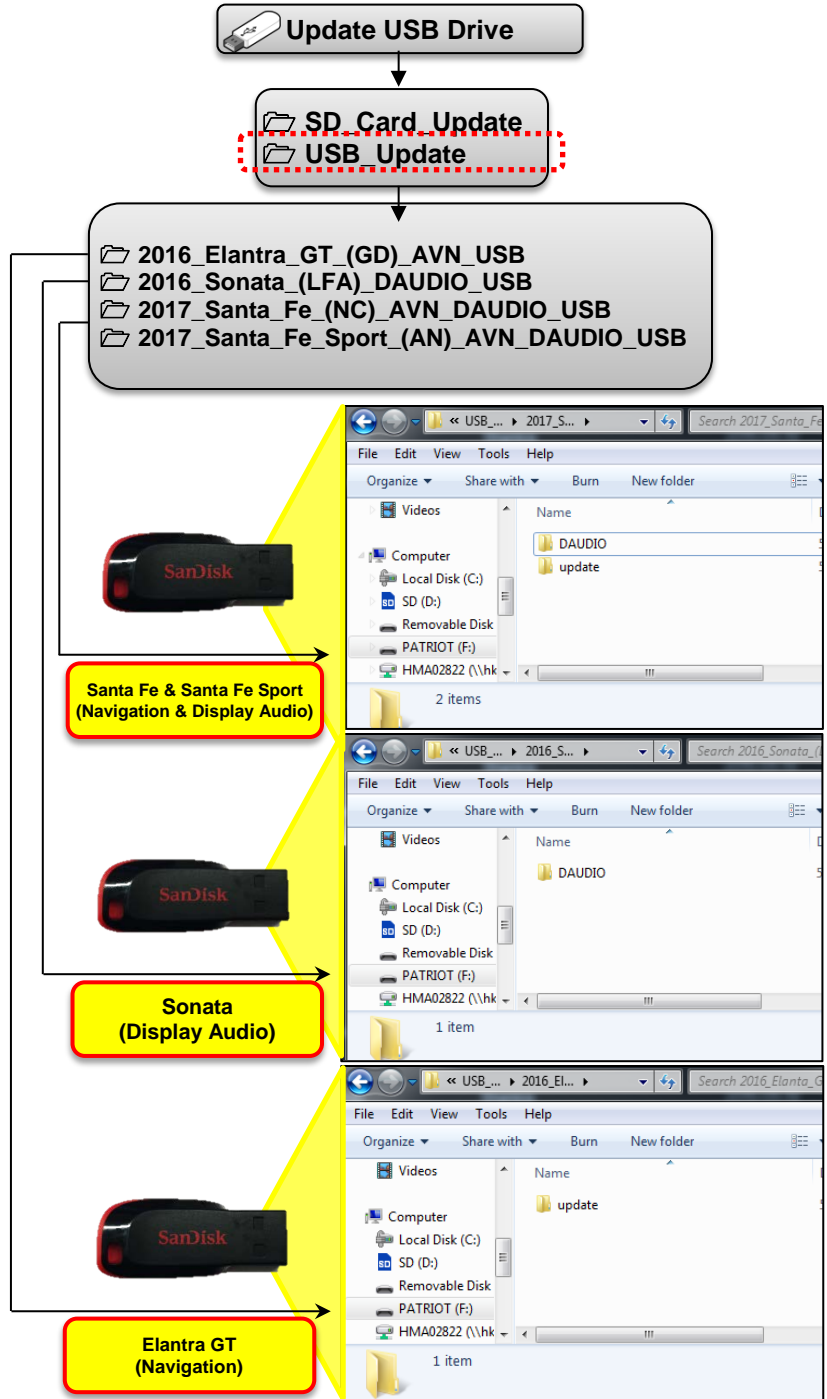 Update USB Drive
SD_Card_Update
USB_Update
2016_Elantra_GT_(GD)_AVN_USB
2016_Sonata_(LFA)_DAUDIO_USB
2017_Santa_Fe_(NC)_AVN_DAUDIO_USB
2017_Santa_Fe_Sport_(AN)_AVN_DAUDIO_USB
« USB_... 2017_S... Search 2017_Santa_Fe
File Edit View Tools Help
Organize Share with Burn New folder
Videos Name
DAUDIO
Computer
update
Local Disk (C:)
SD SD (D:)
Removable Disk
PATRIOT (F:)
HMA02822 (\\hk
2 items
SanDisk
Santa Fe & Santa Fe Sport
(Navigation & Display Audio)
« USB_... 2016_S... Search 2016_Sonata_(
File Edit View Tools Help
Organize Share with Burn New folder
Videos Name
DAUDIO
Computer
Local Disk (C:)
SD SD (D:)
Removable Disk
PATRIOT (F:)
HMA02822 (\\hk
1 item
SanDisk
Sonata
(Display Audio)
« USB_... 2016_El... Search 2016_Elanta_G
File Edit View Tools Help
Organize Share with Burn New folder
Videos Name
update
Computer
Local Disk (C:)
SD SD (D:)
Removable Disk
PATRIOT (F:)
HMA02822 (\\hk
1 item
SanDisk
Elantra GT
(Navigation)